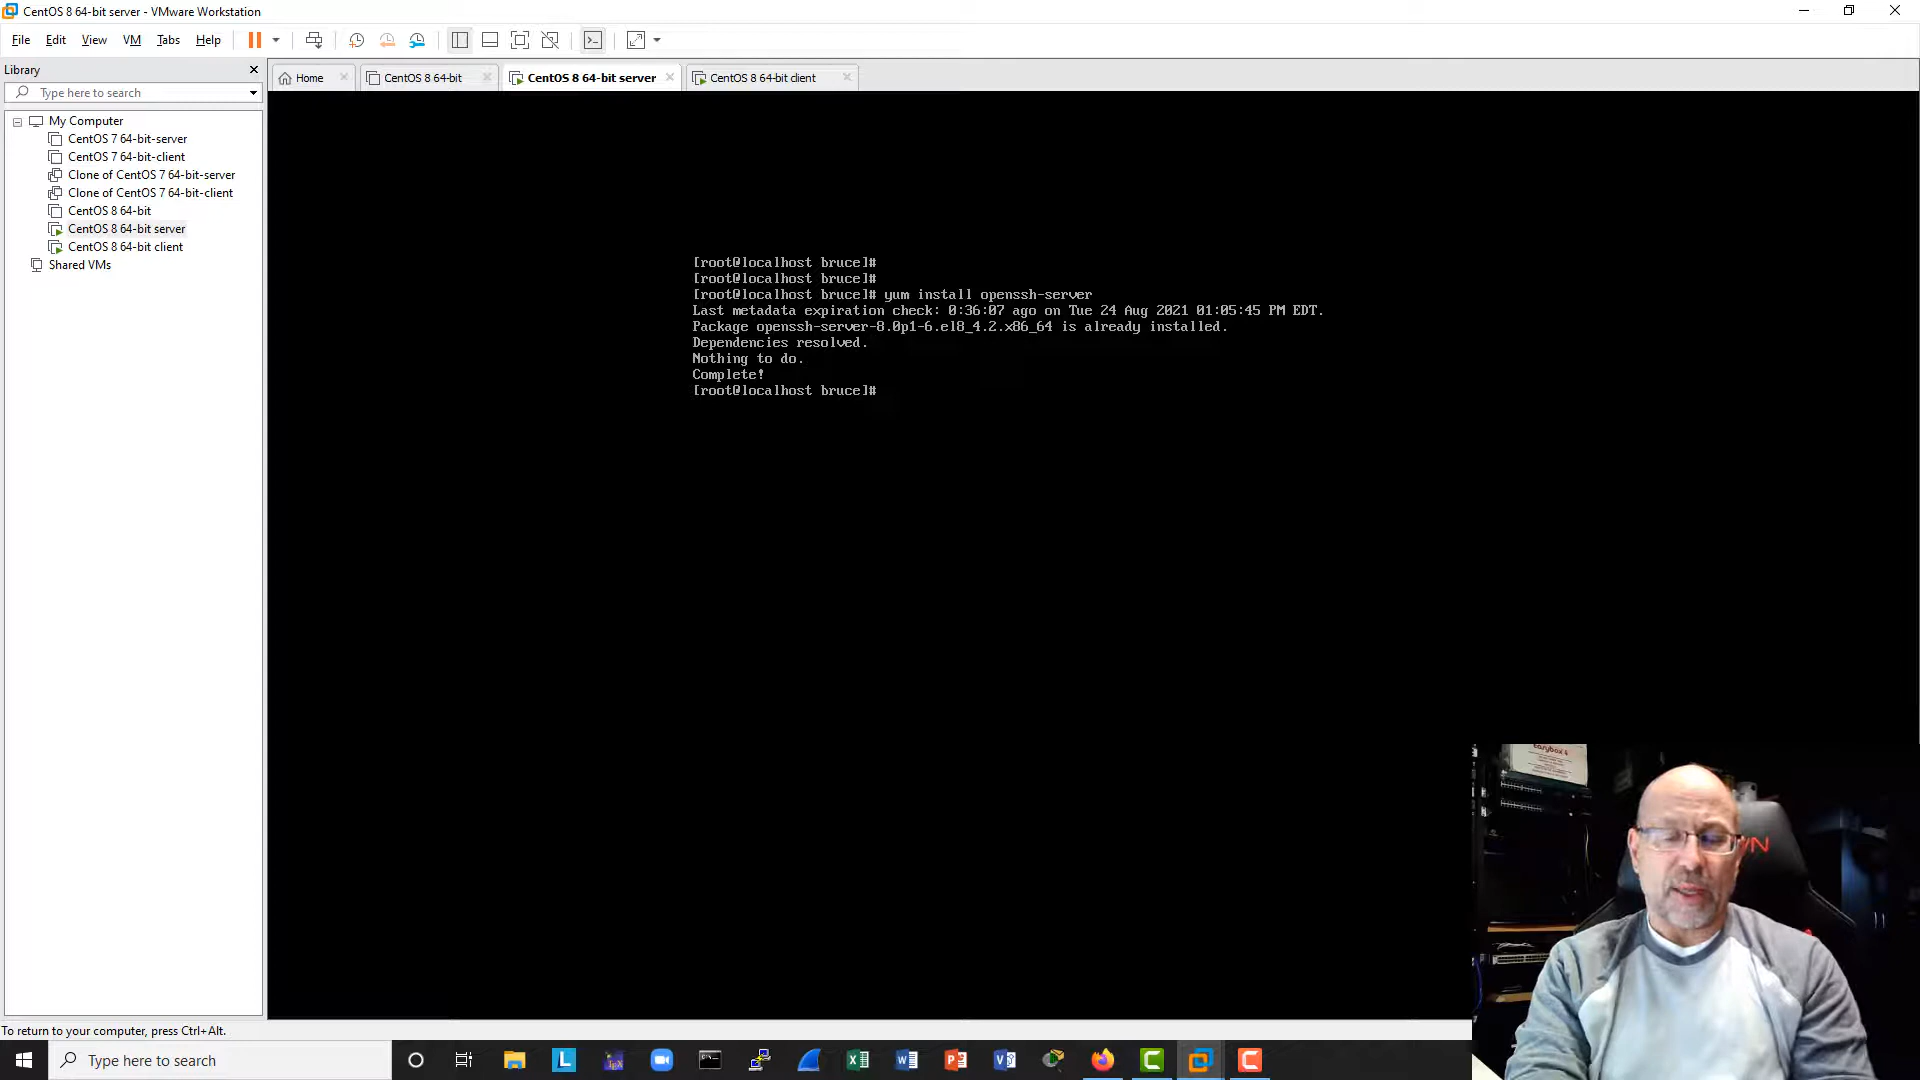 CentOS 8 64-bit server - VMware Workstation
File Edit View VM Tabs Help
Library
Type here to search
My Computer
CentOS 7 64-bit-server
CentOS 7 64-bit-client
Clone of CentOS 7 64-bit-server
Clone of CentOS 7 64-bit-client
CentOS 8 64-bit
CentOS 8 64-bit server
CentOS 8 64-bit client
Shared VMs
Home CentOS 8 64-bit CentOS 8 64-bit server CentOS 8 64-bit client
[root@localhost bruce]#
[root@localhost bruce]#
[root@localhost bruce]# yum install openssh-server
Last metadata expiration check: 0:36:07 ago on Tue 24 Aug 2021 01:05:45 PM EDT.
Package openssh-server-8.0p1-6.el8_4.2.x86_64 is already installed.
Dependencies resolved.
Nothing to do.
Complete!
[root@localhost bruce]#
To return to your computer, press Ctrl+Alt.
Type here to search